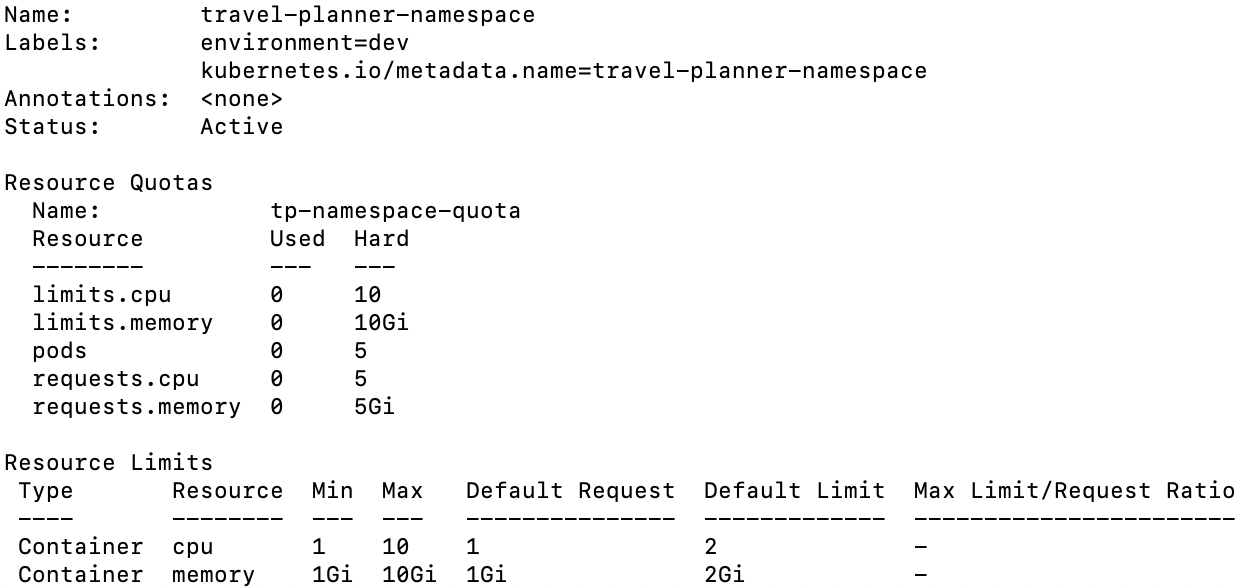 Name:         travel-planner-namespace
Labels:       environment=dev
              kubernetes.io/metadata.name=travel-planner-namespace
Annotations:  <none>
Status:       Active

Resource Quotas
  Name:            tp-namespace-quota
  Resource         Used  Hard
  --------         ---   ---
  limits.cpu       0     10
  limits.memory    0     10Gi
  pods             0     5
  requests.cpu     0     5
  requests.memory  0     5Gi

Resource Limits
 Type       Resource  Min  Max   Default Request  Default Limit  Max Limit/Request Ratio
 ----       --------  ---  ---   ---------------  -------------  -----------------------
 Container  cpu       1    10    1                2              -
 Container  memory    1Gi  10Gi  1Gi              2Gi            -